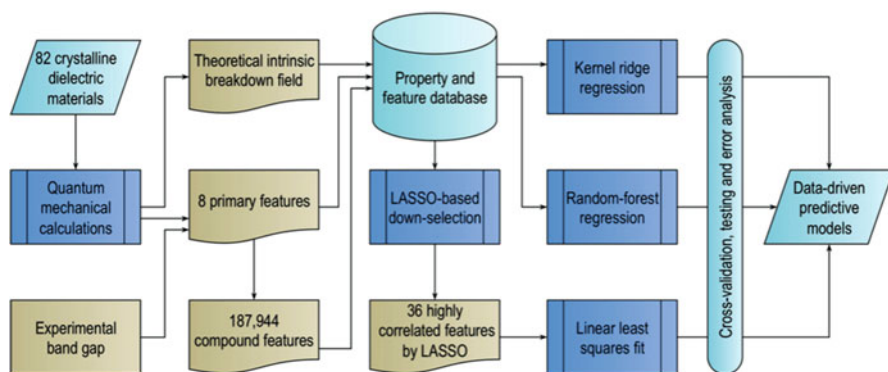 82 crystalline
dielectric
materials
Quantum
mechanical
calculations
Experimental
band gap
Theoretical intrinsic
breakdown field
8 primary features
187,944
compound features
Property and
feature database
LASSO-based
down-selection
36 highly
correlated features
by LASSO
Kernel ridge
regression
Random-forest
regression
Linear least
squares fit
Cross-validation, testing and error analysis
Data-driven
predictive
models